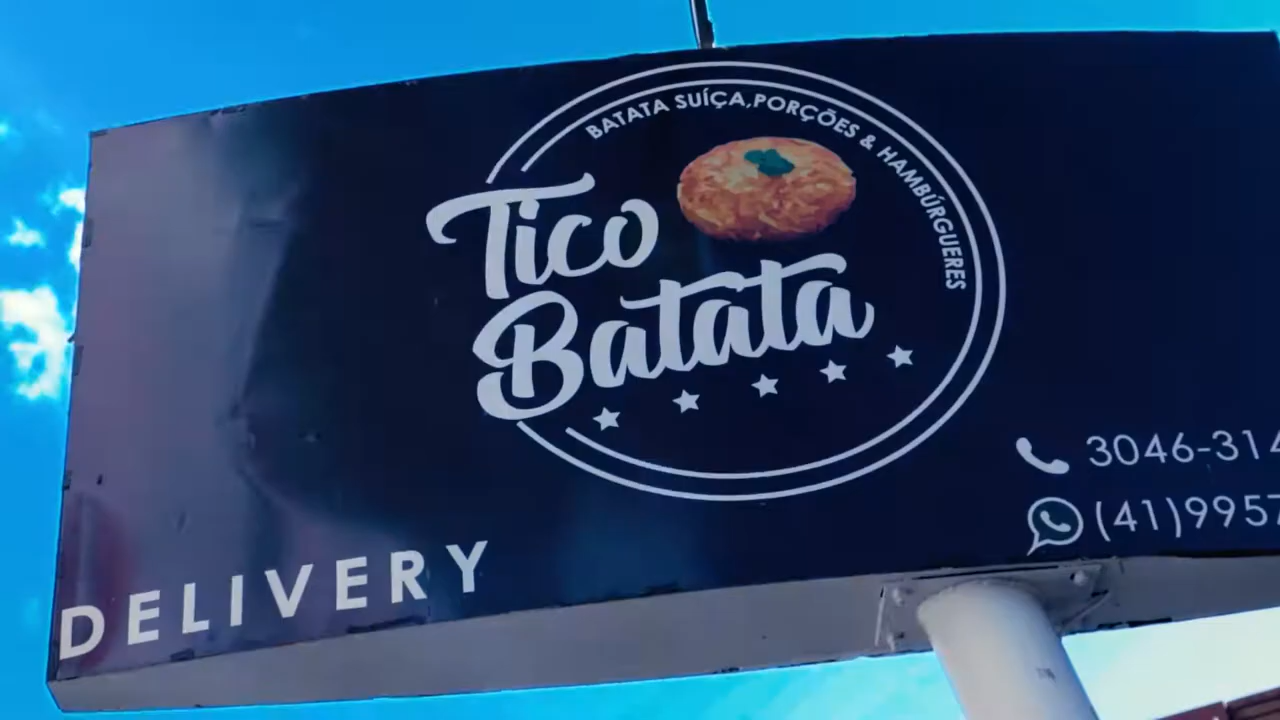 BATATA SUÍÇA, PORÇÕES & HAMBÚRGUERES
Tico
Batata
3046-314
(41)9957
DELIVERY